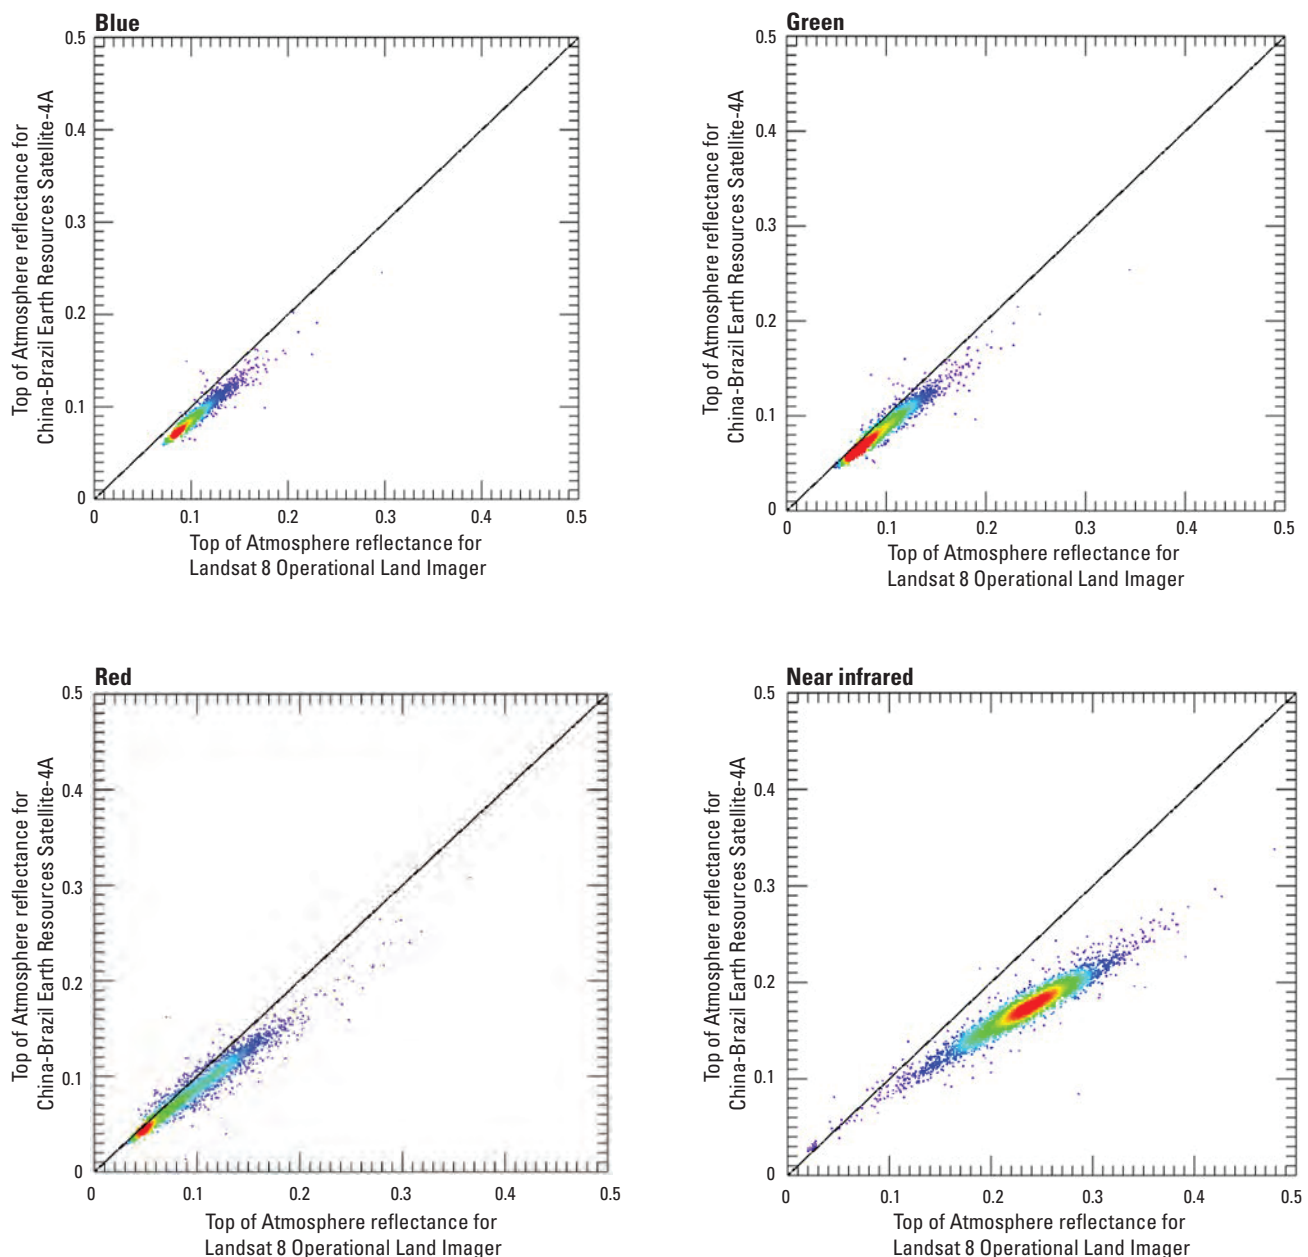 Blue
0.5
0.4
0.3
0.2
0.1
0
0
0.1
0.2
0.3
0.4
0.5
Top of Atmosphere reflectance for
China-Brazil Earth Resources Satellite-4A
Top of Atmosphere reflectance for
Landsat 8 Operational Land Imager
Green
0.5
0.4
0.3
0.2
0.1
0
0
0.1
0.2
0.3
0.4
0.5
Top of Atmosphere reflectance for
China-Brazil Earth Resources Satellite-4A
Top of Atmosphere reflectance for
Landsat 8 Operational Land Imager
Red
0.5
0.4
0.3
0.2
0.1
0
0
0.1
0.2
0.3
0.4
0.5
Top of Atmosphere reflectance for
China-Brazil Earth Resources Satellite-4A
Top of Atmosphere reflectance for
Landsat 8 Operational Land Imager
Near infrared
0.5
0.4
0.3
0.2
0.1
0
0
0.1
0.2
0.3
0.4
0.5
Top of Atmosphere reflectance for
China-Brazil Earth Resources Satellite-4A
Top of Atmosphere reflectance for
Landsat 8 Operational Land Imager